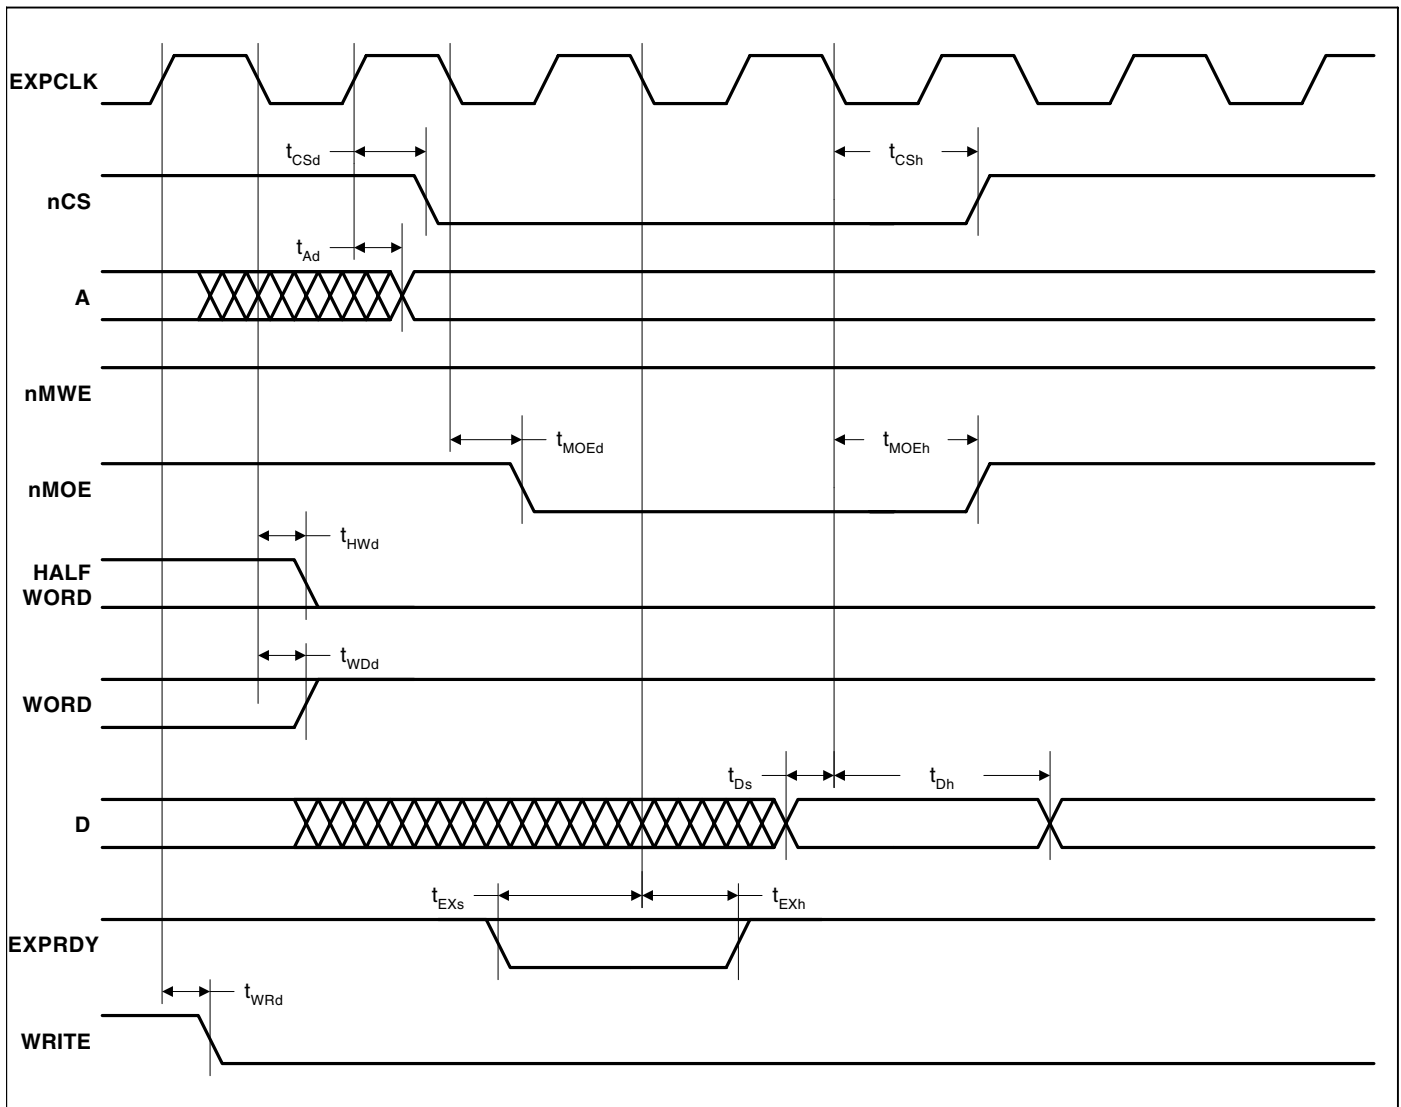 EXPCLK
tCSd
tCSh
nCS
tAd
A
nMWE
tMOEd
tMOEh
nMOE
tHWd
HALF
WORD
tWDd
WORD
tDs
tDh
D
tEXs
tEXh
EXPRDY
tWRd
WRITE